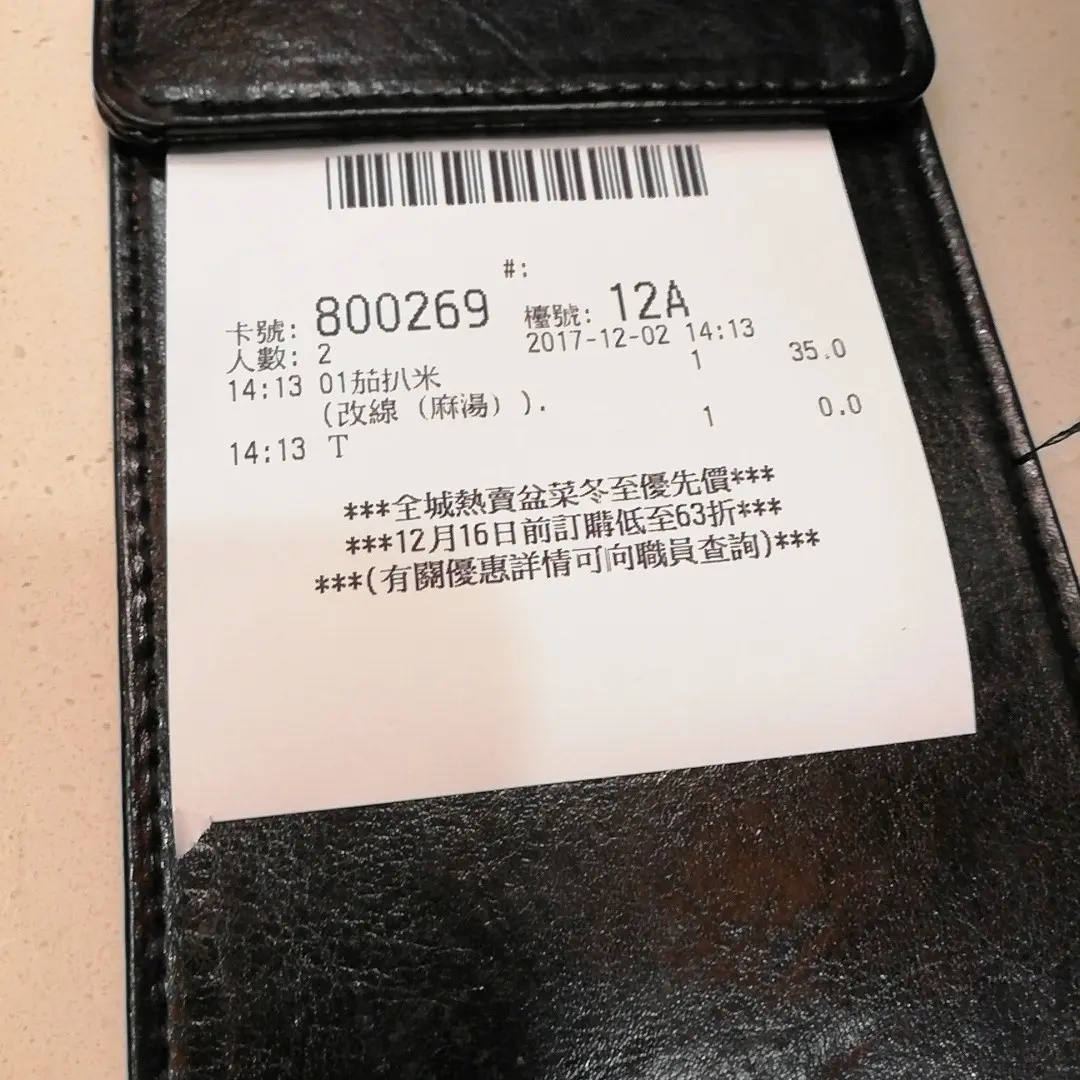 #:
卡號: 800269 檯號: 12A
人數: 2 2017-12-02 14:13
14:13 01茄扒米 1 35.0
(改線 (麻湯) ).
14:13 T 1 0.0
***全城熱賣盆菜冬至優先價***
***12月16日前訂購低至63折***
***(有關優惠詳情可向職員查詢)***